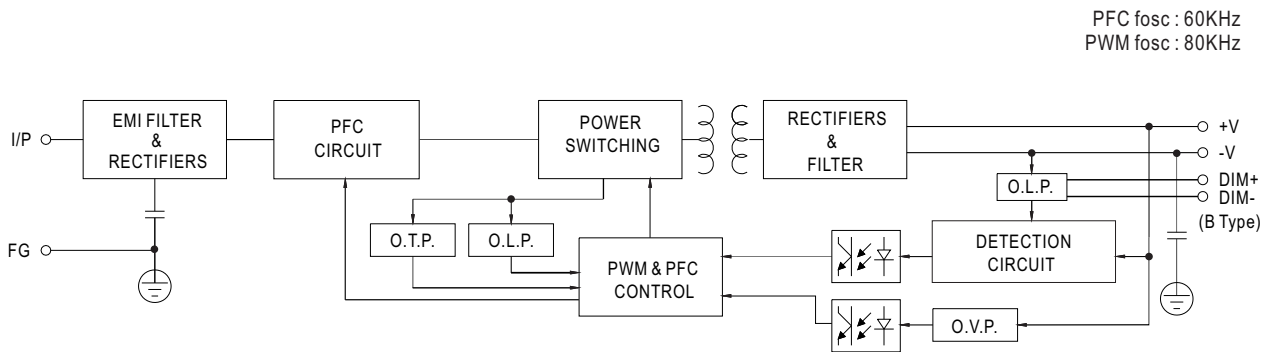 PFC fosc : 60KHz
PWM fosc : 80KHz
I/P
EMI FILTER
&
RECTIFIERS
PFC
CIRCUIT
POWER
SWITCHING
RECTIFIERS
&
FILTER
+V
-V
DIM+
DIM-
(B Type)
O.L.P.
FG
O.T.P.
O.L.P.
PWM & PFC
CONTROL
DETECTION
CIRCUIT
O.V.P.